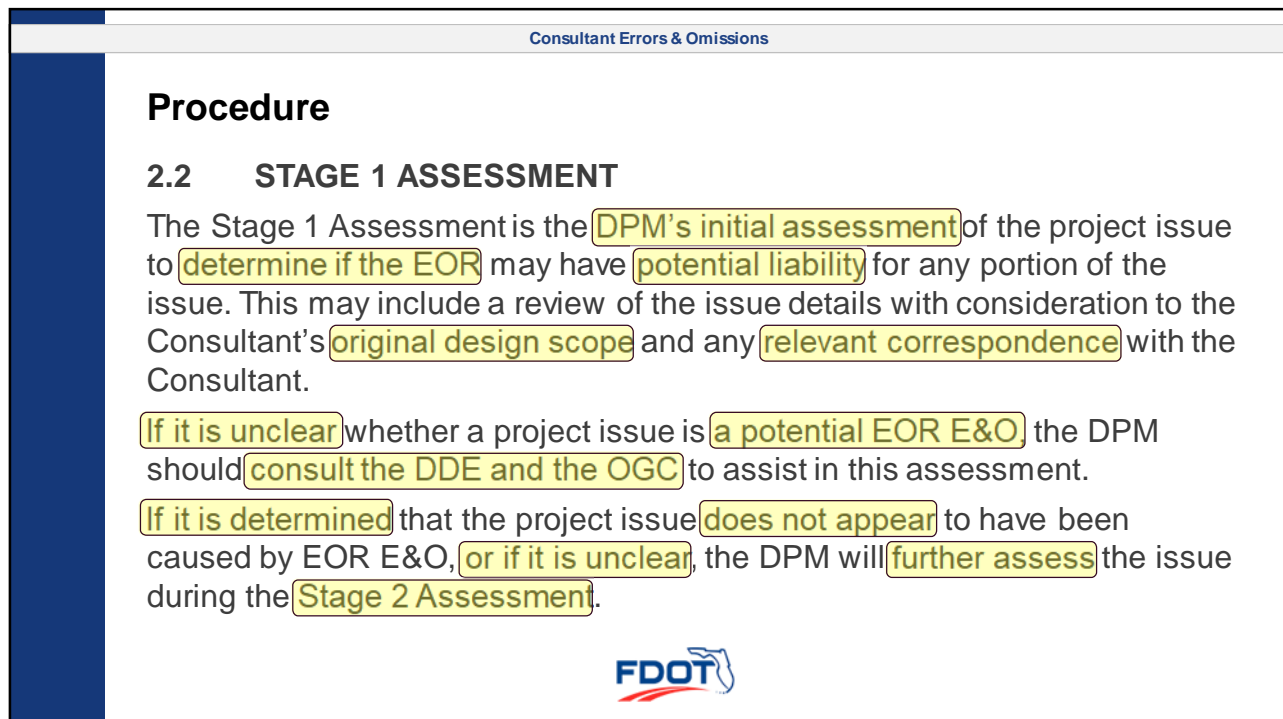 Consultant Errors & Omissions
Procedure
2.2 STAGE 1 ASSESSMENT
The Stage 1 Assessment is the DPM's initial assessment of the project issue
to determine if the EOR may have potential liability for any portion of the
issue. This may include a review of the issue details with consideration to the
Consultant's original design scope and any relevant correspondence with the
Consultant.
If it is unclear whether a project issue is a potential EOR E&O, the DPM
should consult the DDE and the OGC to assist in this assessment.
If it is determined that the project issue does not appear to have been
caused by EOR E&O, or if it is unclear, the DPM will further assess the issue
during the Stage 2 Assessment.
FDOT